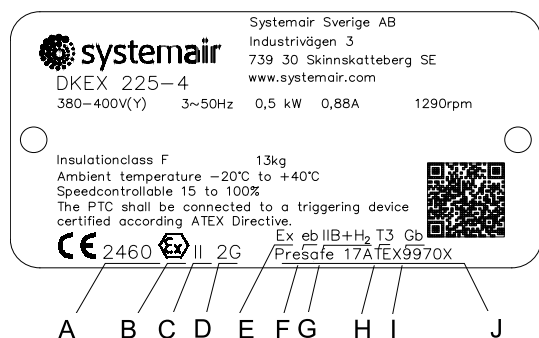 Systemair Sverige AB
Industrivägen 3
739 30 Skinnskatteberg SE
www.systemair.com
systemair
DKEX 225-4
380-400V(Y) 3~50Hz 0,5 kW 0,88A 1290rpm
Insulationclass F 13kg
Ambient temperature -20°C to +40°C
Speedcontrollable 15 to 100%
The PTC shall be connected to a triggering device
certified according ATEX Directive.
Ex eb IIB+H₂ T3 Gb
CE 2460 Ex II 2G Presafe 17ATEX9970X
A B C D E F G H I J